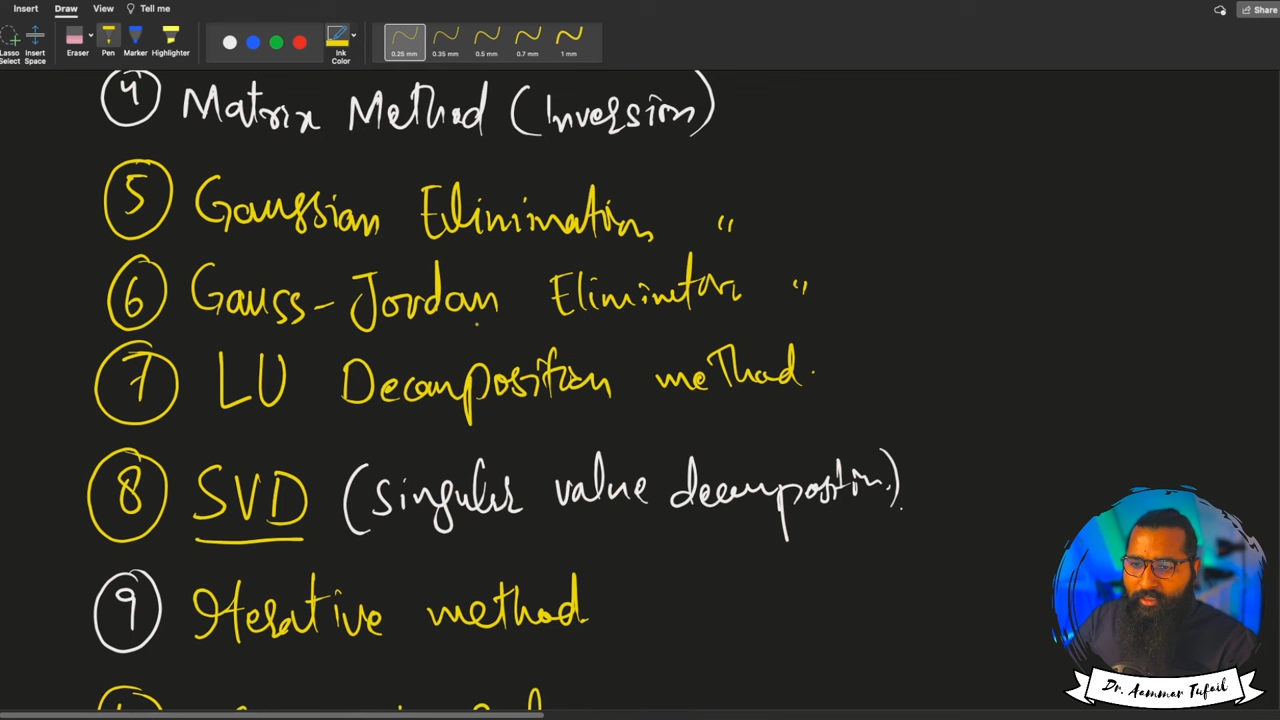 Insert Draw View Tell me Share
Lasso Select Insert Space Eraser Pen Marker Highlighter Ink Color 0.25 mm 0.35 mm 0.5 mm 0.7 mm 1 mm
4 Matrix Method (Inversion)
5 Gaussian Elinimation "
6 Gauss-Jordan Eliminetion "
7 LU Decomposition method.
8 SVD (singular value decomposition.)
9 Iterative method
Dr. Aammar Tufail